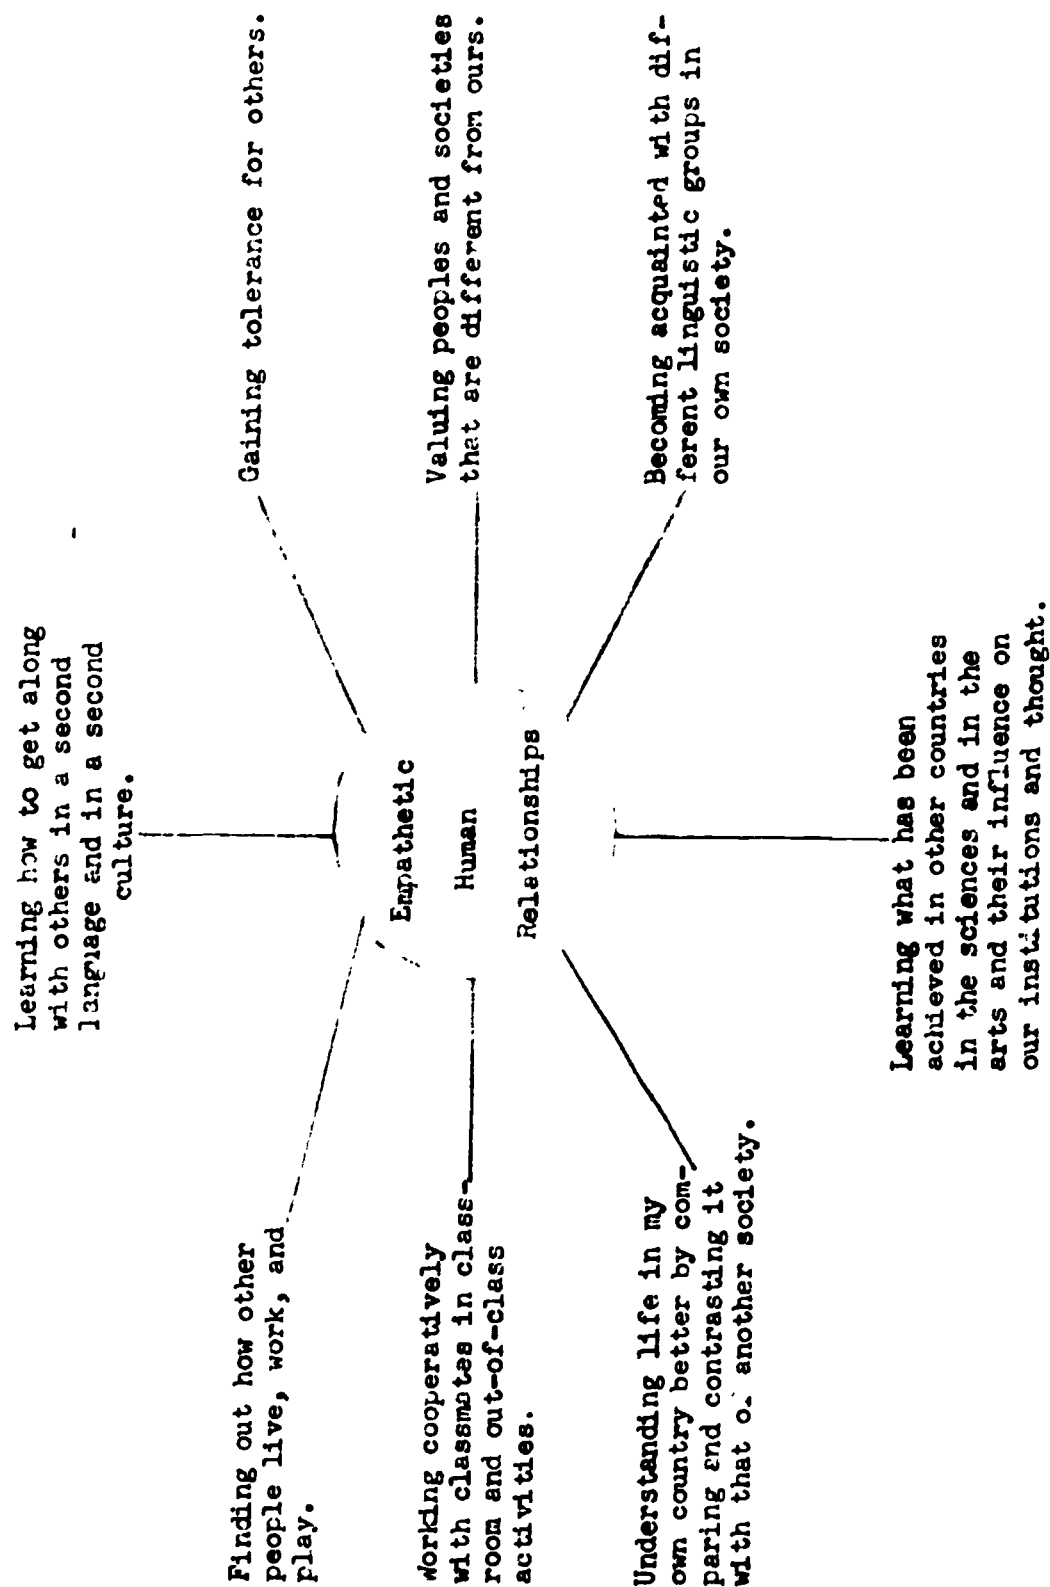 Learning how to get along
with others in a second
language and in a second
culture.
Gaining tolerance for others.
Valuing peoples and societies
that are different from ours.
Becoming acquainted with dif-
ferent linguistic groups in
our own society.
Learning what has been
achieved in other countries
in the sciences and in the
arts and their influence on
our institutions and thought.
Understanding life in my
own country better by com-
paring and contrasting it
with that of another society.
Working cooperatively
with classmates in class-
room and out-of-class
activities.
Finding out how other
people live, work, and
play.
Empathetic
Human
Relationships